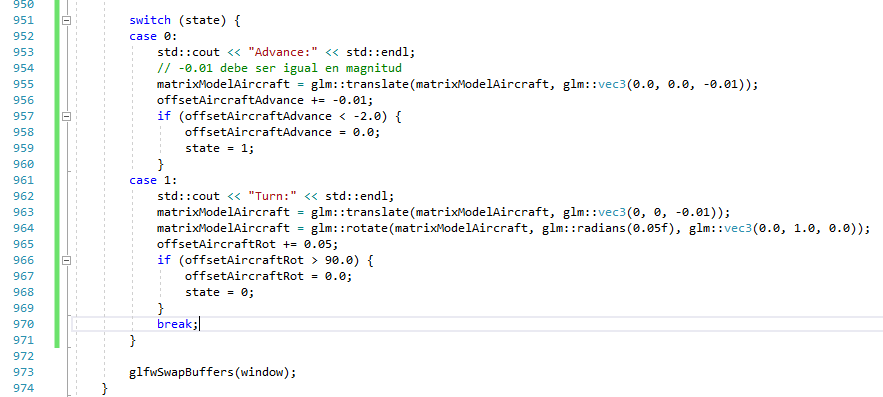 950
951 switch (state) {
952 case 0:
953 std::cout << "Advance:" << std::endl;
954 // -0.01 debe ser igual en magnitud
955 matrixModelAircraft = glm::translate(matrixModelAircraft, glm::vec3(0.0, 0.0, -0.01));
956 offsetAircraftAdvance += -0.01;
957 if (offsetAircraftAdvance < -2.0) {
958 offsetAircraftAdvance = 0.0;
959 state = 1;
960 }
961 case 1:
962 std::cout << "Turn:" << std::endl;
963 matrixModelAircraft = glm::translate(matrixModelAircraft, glm::vec3(0, 0, -0.01));
964 matrixModelAircraft = glm::rotate(matrixModelAircraft, glm::radians(0.05f), glm::vec3(0.0, 1.0, 0.0));
965 offsetAircraftRot += 0.05;
966 if (offsetAircraftRot > 90.0) {
967 offsetAircraftRot = 0.0;
968 state = 0;
969 }
970 break;
971 }
972
973 glfwSwapBuffers(window);
974 }